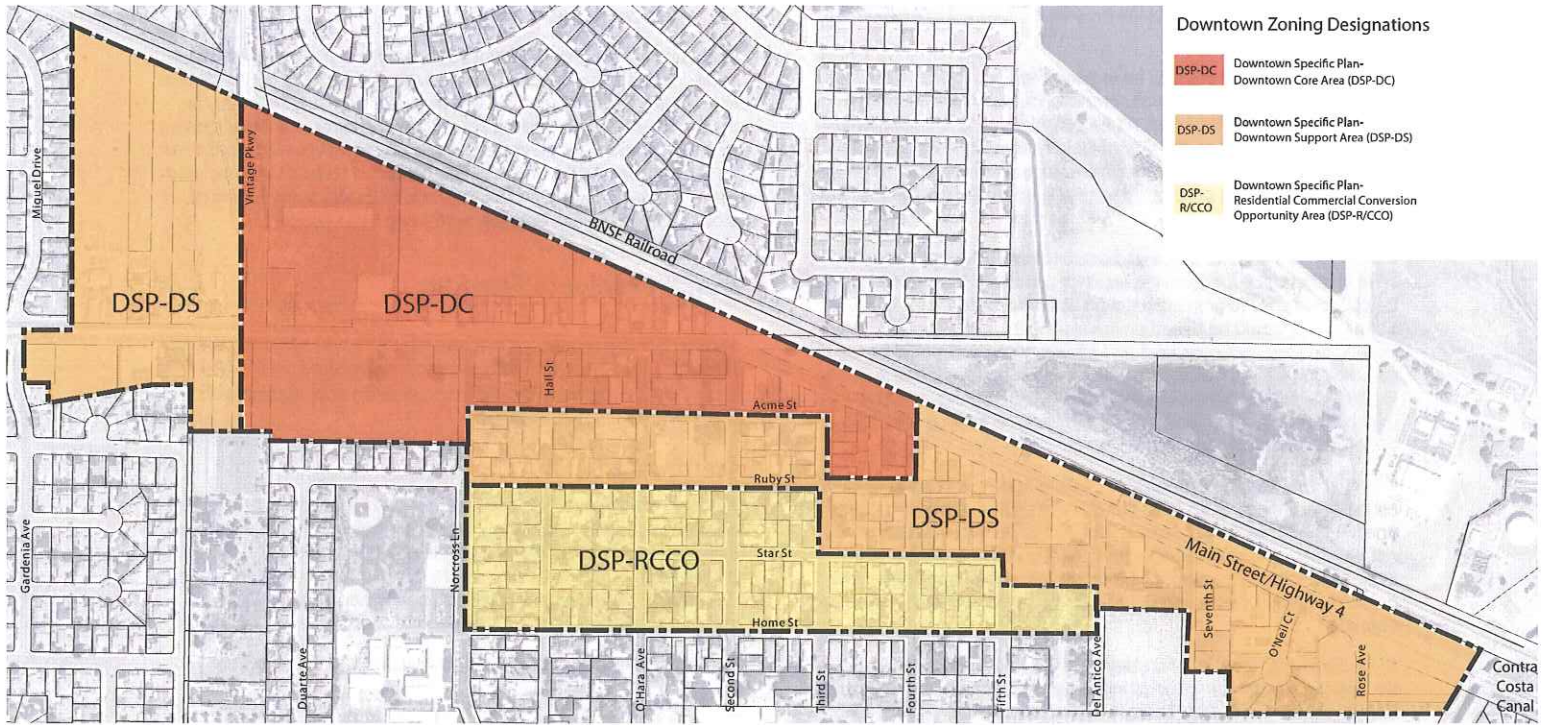 Downtown Zoning Designations
DSP-DC
Downtown Specific Plan-
Downtown Core Area (DSP-DC)
DSP-DS
Downtown Specific Plan-
Downtown Support Area (DSP-DS)
DSP-
R/CCO
Downtown Specific Plan-
Residential Commercial Conversion
Opportunity Area (DSP-R/CCO)
Miguel Drive
Vintage Pkwy
BNSF Railroad
DSP-DS
DSP-DC
Hall St
Acme St
Ruby St
DSP-DS
Star St
DSP-RCCO
Main Street/Highway 4
Gardenia Ave
Norcross Ln
Seventh St
O'Neil Ct
Home St
Duarte Ave
O'Hara Ave
Second St
Third St
Fourth St
Fifth St
Del Antico Ave
Rose Ave
Contra
Costa
Canal